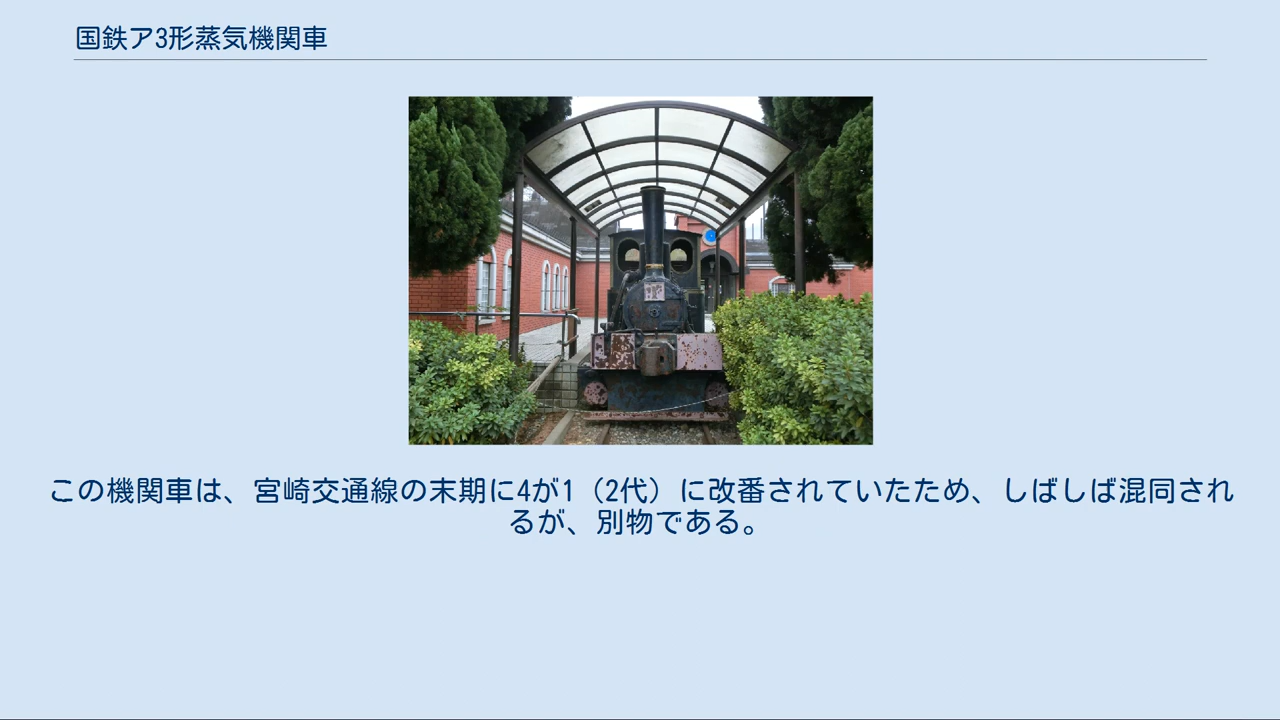 国鉄ア3形蒸気機関車
この機関車は、宮崎交通線の末期に4が1（2代）に改番されていたため、しばしば混同され
るが、別物である。